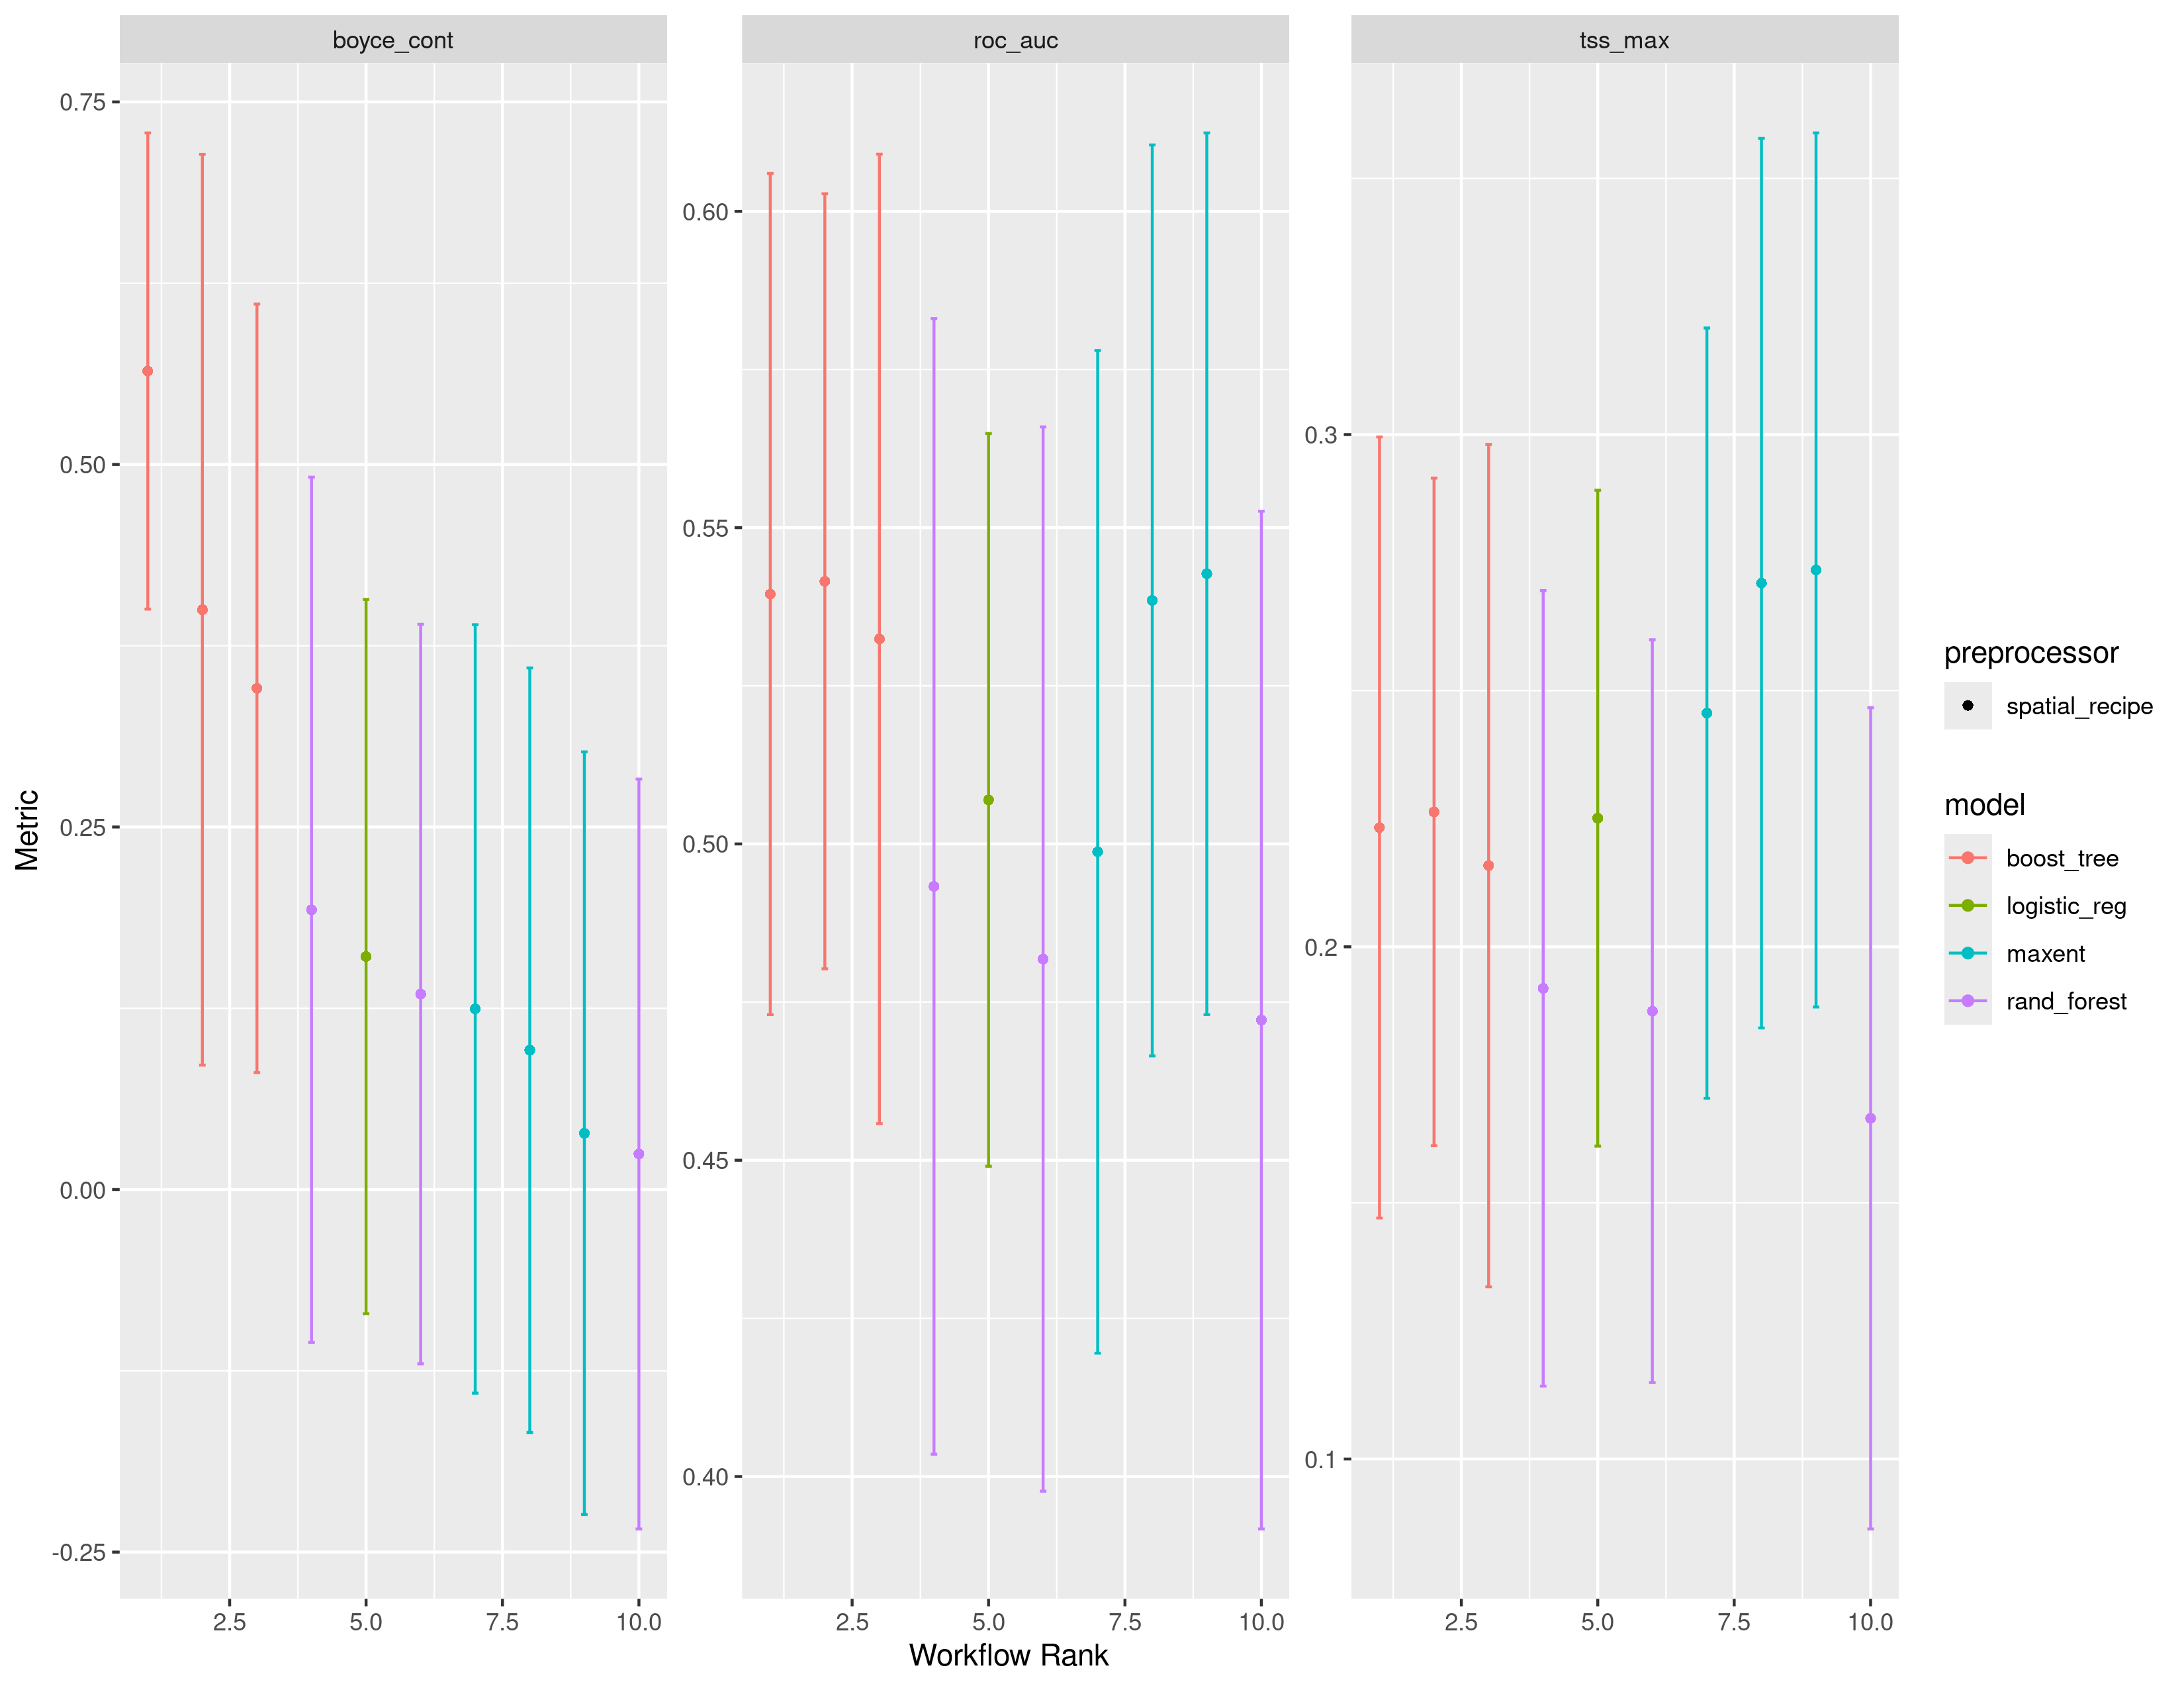 boyce_cont
roc_auc
tss_max
0.75
0.50
0.25
0.00
-0.25
0.60
0.55
0.50
0.45
0.40
0.3
0.2
0.1
2.5 5.0 7.5 10.0
2.5 5.0 7.5 10.0
2.5 5.0 7.5 10.0
Metric
Workflow Rank
preprocessor
spatial_recipe
model
boost_tree
logistic_reg
maxent
rand_forest